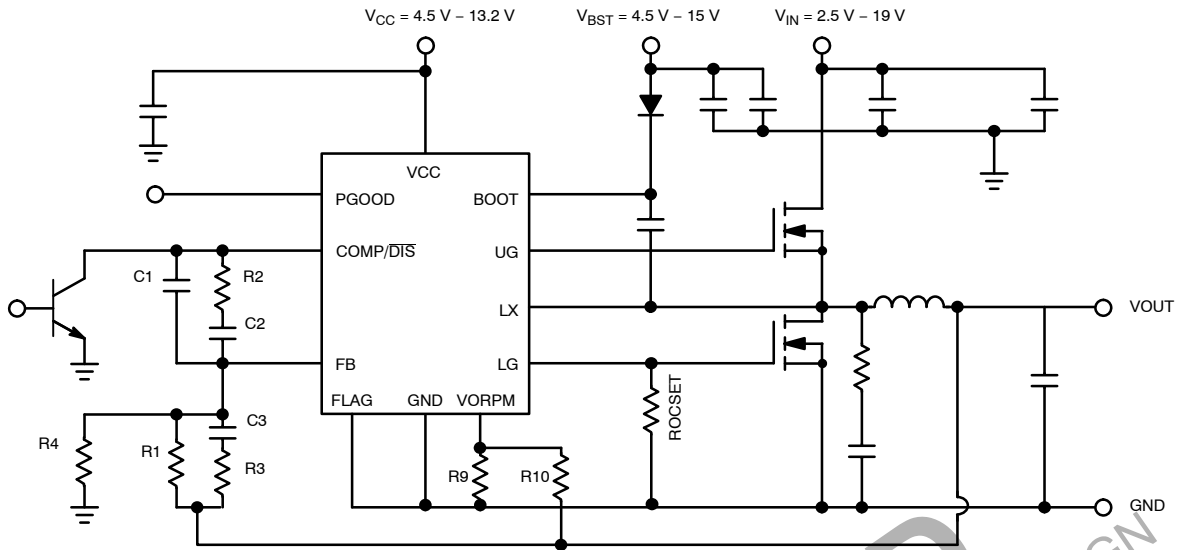 VCC = 4.5 V − 13.2 V
VBST = 4.5 V − 15 V
VIN = 2.5 V − 19 V
VCC
PGOOD
BOOT
COMP/DIS
UG
C1
R2
LX
VOUT
C2
FB
LG
FLAG
GND
VORPM
ROCSET
C3
R4
R1
R3
R9
R10
GND